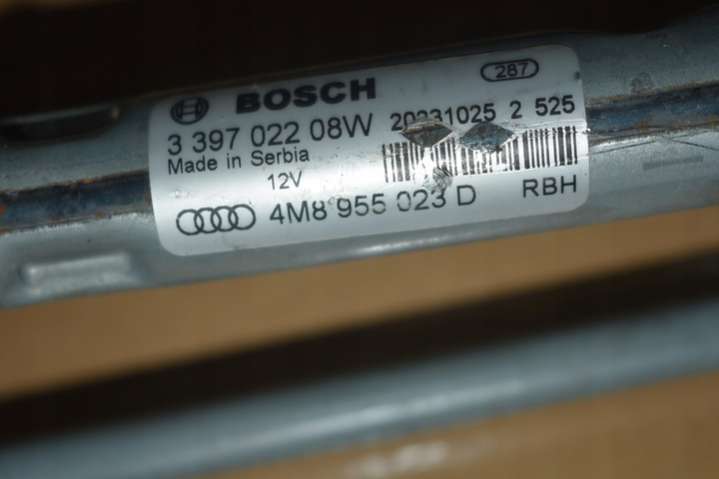 BOSCH 287
3 397 022 08W 20231025 2 525
Made in Serbia
12V
4M8 955 023 D RBH